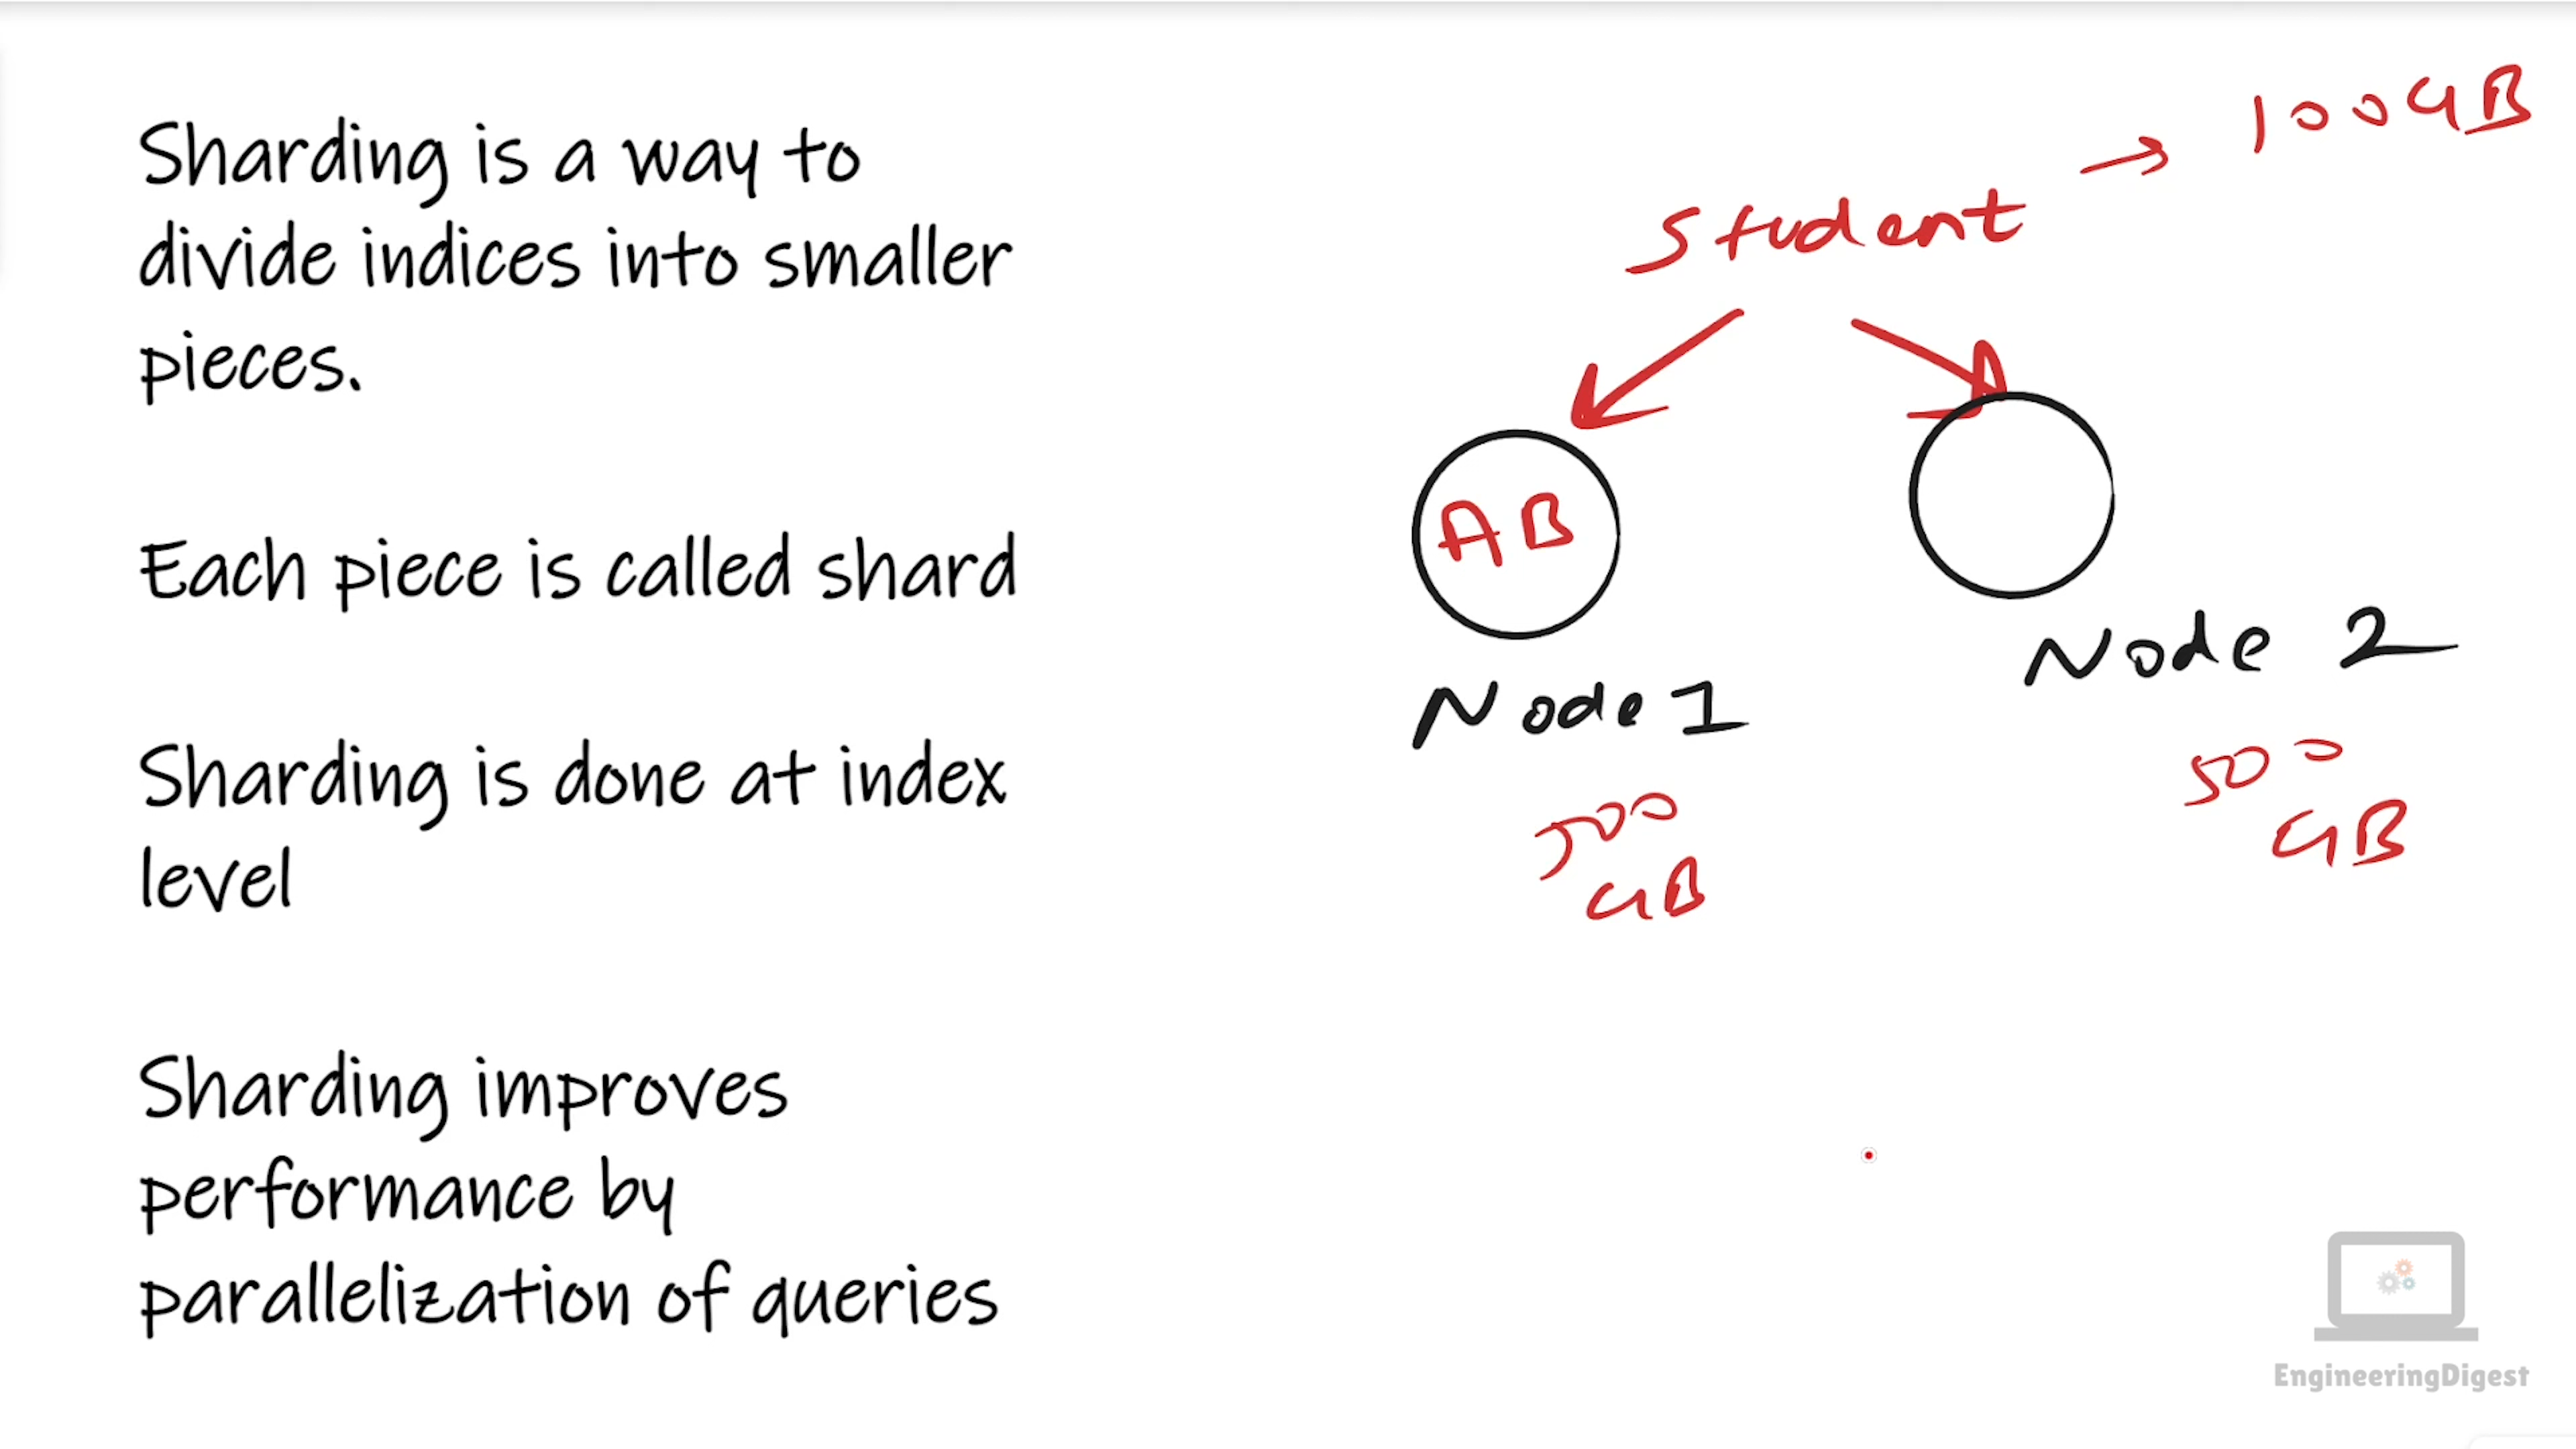 Sharding is a way to
divide indices into smaller
pieces.
Each piece is called shard
Sharding is done at index
level
Sharding improves
performance by
parallelization of queries
Student → 100GB
AB
Node 1
500
GB
Node 2
500
GB
EngineeringDigest